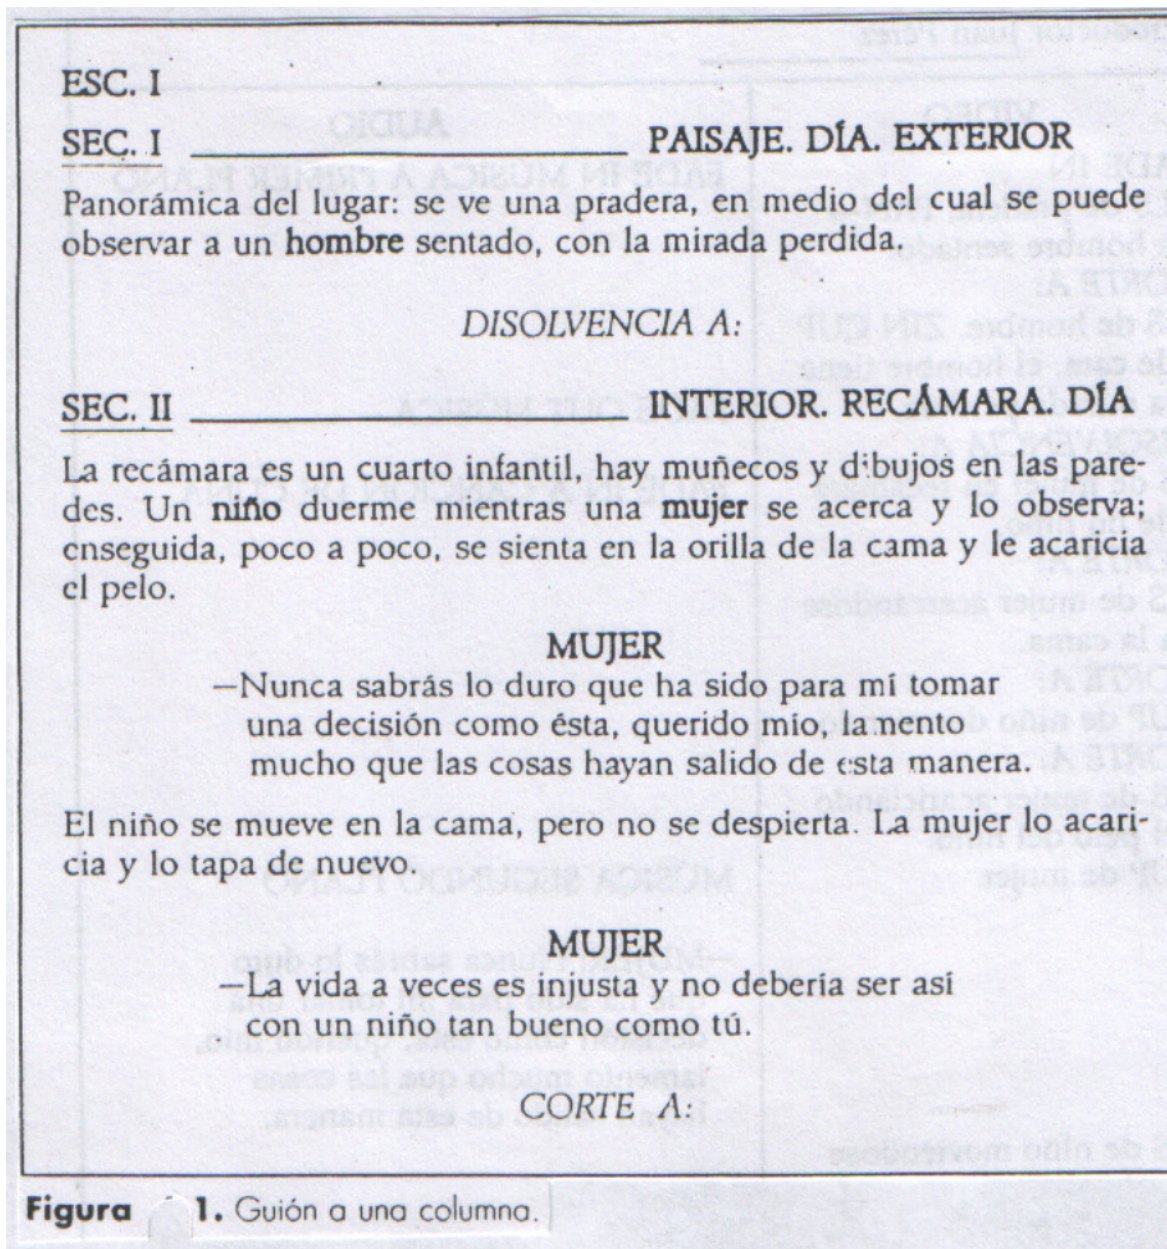 ESC. I
SEC. I ____________________ PAISAJE. DÍA. EXTERIOR
Panorámica del lugar: se ve una pradera, en medio del cual se puede
observar a un hombre sentado, con la mirada perdida.
DISOLVENCIA A:
SEC. II ____________________ INTERIOR. RECÁMARA. DÍA
La recámara es un cuarto infantil, hay muñecos y dibujos en las pare-
des. Un niño duerme mientras una mujer se acerca y lo observa;
enseguida, poco a poco, se sienta en la orilla de la cama y le acaricia
el pelo.
MUJER
—Nunca sabrás lo duro que ha sido para mí tomar
una decisión como ésta, querido mío, lamento
mucho que las cosas hayan salido de esta manera.
El niño se mueve en la cama, pero no se despierta. La mujer lo acari-
cia y lo tapa de nuevo.
MUJER
—La vida a veces es injusta y no debería ser así
con un niño tan bueno como tú.
CORTE A:
Figura 1. Guión a una columna.